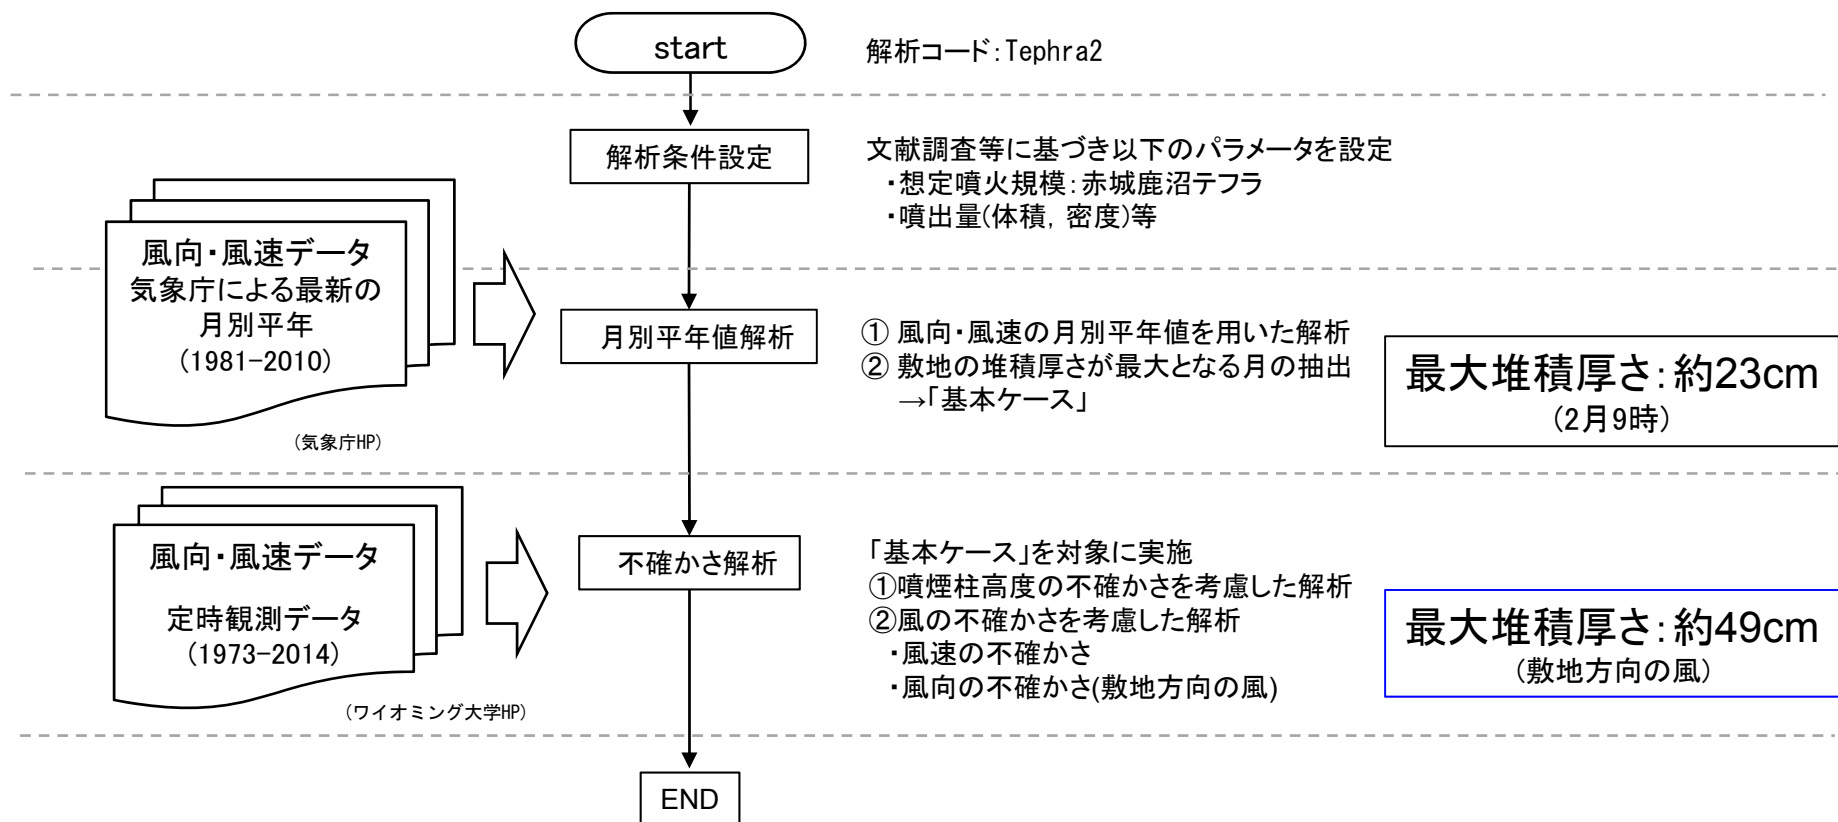 start
解析コード:Tephra2
解析条件設定
文献調査等に基づき以下のパラメータを設定
・想定噴火規模:赤城鹿沼テフラ
・噴出量(体積, 密度)等
風向・風速データ
気象庁による最新の
月別平年
(1981-2010)
(気象庁HP)
月別平年値解析
① 風向・風速の月別平年値を用いた解析
② 敷地の堆積厚さが最大となる月の抽出
→「基本ケース」
最大堆積厚さ:約23cm
(2月9時)
風向・風速データ
定時観測データ
(1973-2014)
(ワイオミング大学HP)
不確かさ解析
「基本ケース」を対象に実施
①噴煙柱高度の不確かさを考慮した解析
②風の不確かさを考慮した解析
・風速の不確かさ
・風向の不確かさ(敷地方向の風)
最大堆積厚さ:約49cm
(敷地方向の風)
END